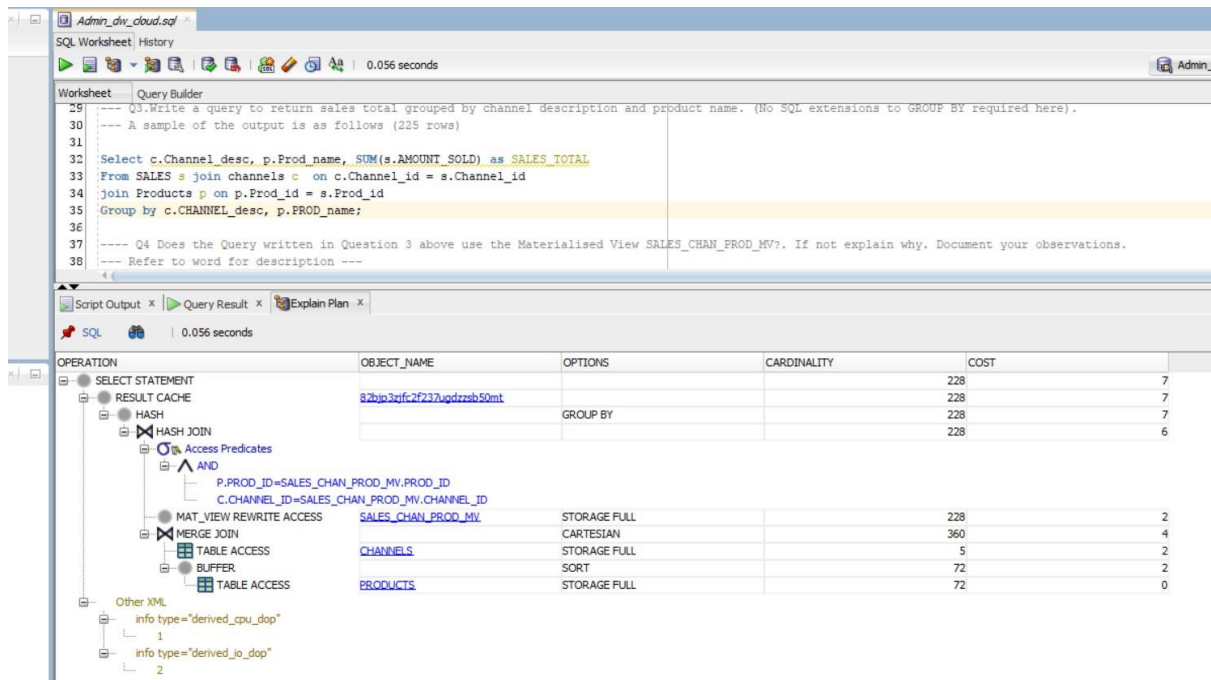 Admin_dw_cloud.sql
SQL Worksheet History
0.056 seconds
Admin_
Worksheet Query Builder
29 --- Q3.Write a query to return sales total grouped by channel description and product name. (No SQL extensions to GROUP BY required here).
30 --- A sample of the output is as follows (225 rows)
31
32 Select c.Channel_desc, p.Prod_name, SUM(s.AMOUNT_SOLD) as SALES_TOTAL
33 From SALES s join channels c on c.Channel_id = s.Channel_id
34 join Products p on p.Prod_id = s.Prod_id
35 Group by c.CHANNEL_desc, p.PROD_name;
36
37 ---- Q4 Does the Query written in Question 3 above use the Materialised View SALES_CHAN_PROD_MV?. If not explain why. Document your observations.
38 --- Refer to word for description ---
Script Output x Query Result x Explain Plan x
SQL 0.056 seconds
OPERATION OBJECT_NAME OPTIONS CARDINALITY COST
SELECT STATEMENT 228 7
RESULT CACHE 82bjp3zjfc2f237ugdzzsb50mt 228 7
HASH GROUP BY 228 7
HASH JOIN 228 6
Access Predicates
AND
P.PROD_ID=SALES_CHAN_PROD_MV.PROD_ID
C.CHANNEL_ID=SALES_CHAN_PROD_MV.CHANNEL_ID
MAT_VIEW REWRITE ACCESS SALES_CHAN_PROD_MV STORAGE FULL 228 2
MERGE JOIN CARTESIAN 360 4
TABLE ACCESS CHANNELS STORAGE FULL 5 2
BUFFER SORT 72 2
TABLE ACCESS PRODUCTS STORAGE FULL 72 0
Other XML
info type="derived_cpu_dop"
1
info type="derived_io_dop"
2